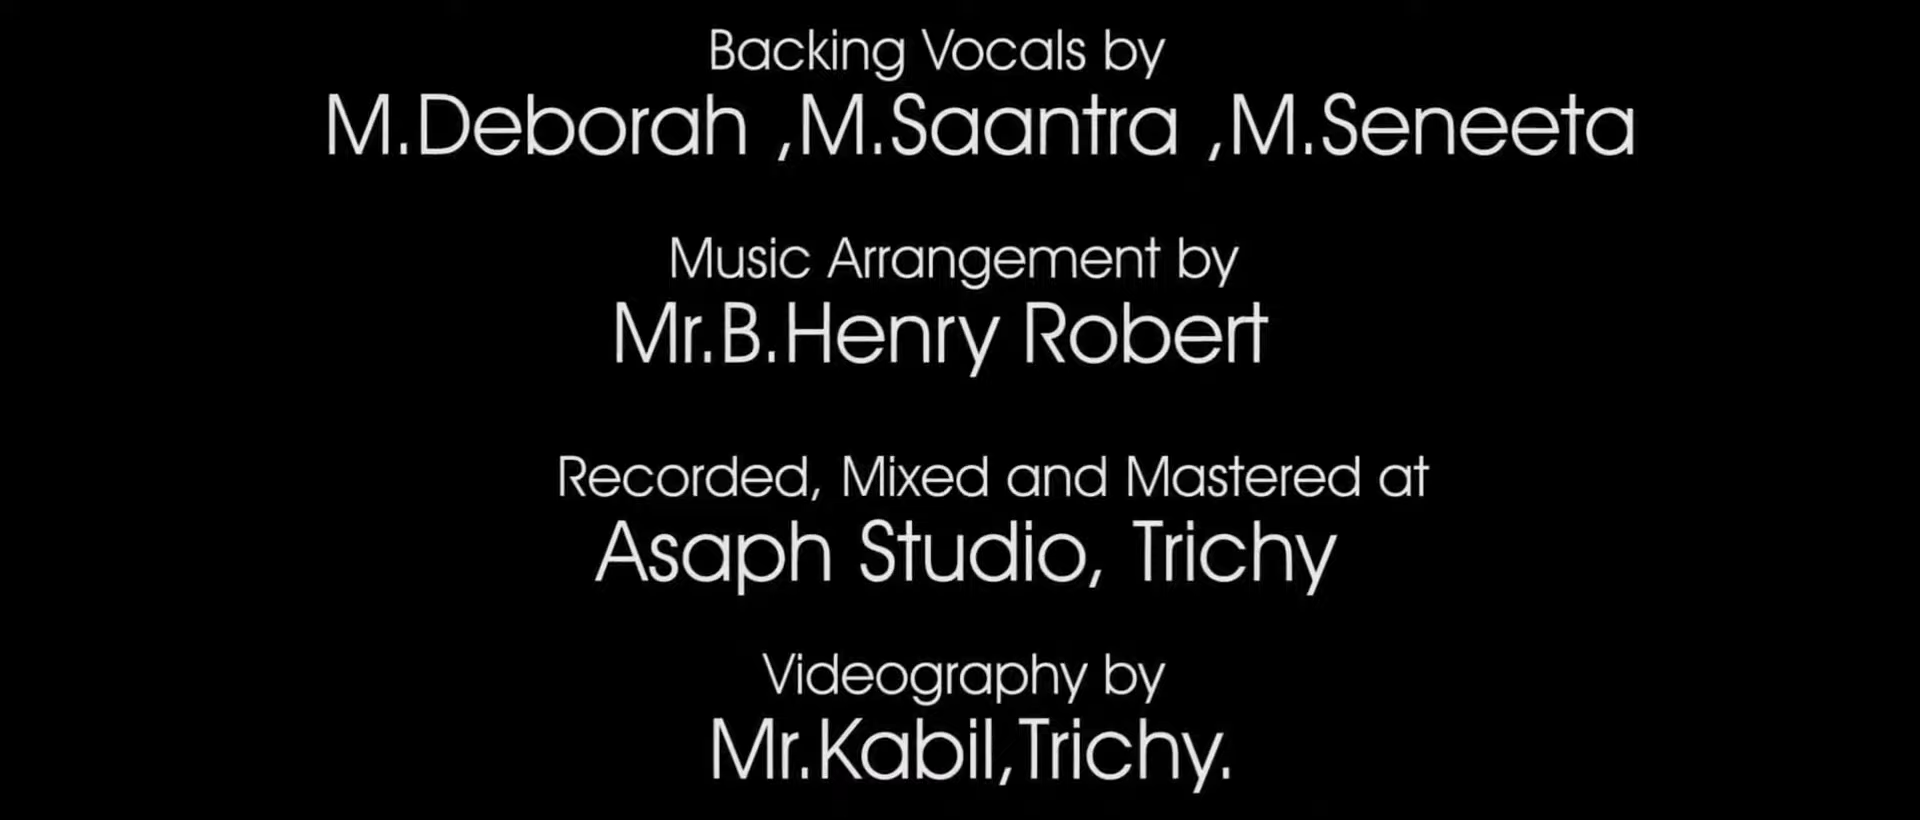 Backing Vocals by
M.Deborah ,M.Saantra ,M.Seneeta
Music Arrangement by
Mr.B.Henry Robert
Recorded, Mixed and Mastered at
Asaph Studio, Trichy
Videography by
Mr.Kabil,Trichy.